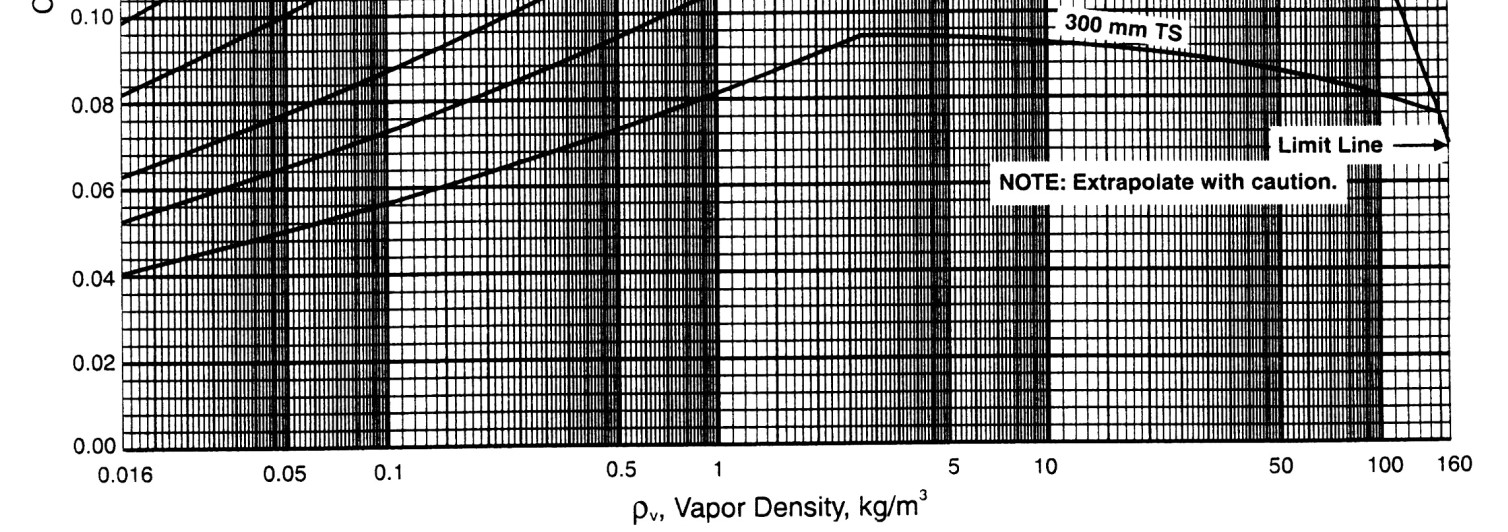 C
0.10
300 mm TS
0.08
Limit Line
0.06
NOTE: Extrapolate with caution.
0.04
0.02
0.00
0.016 0.05 0.1 0.5 1 5 10 50 100 160
ρv, Vapor Density, kg/m³